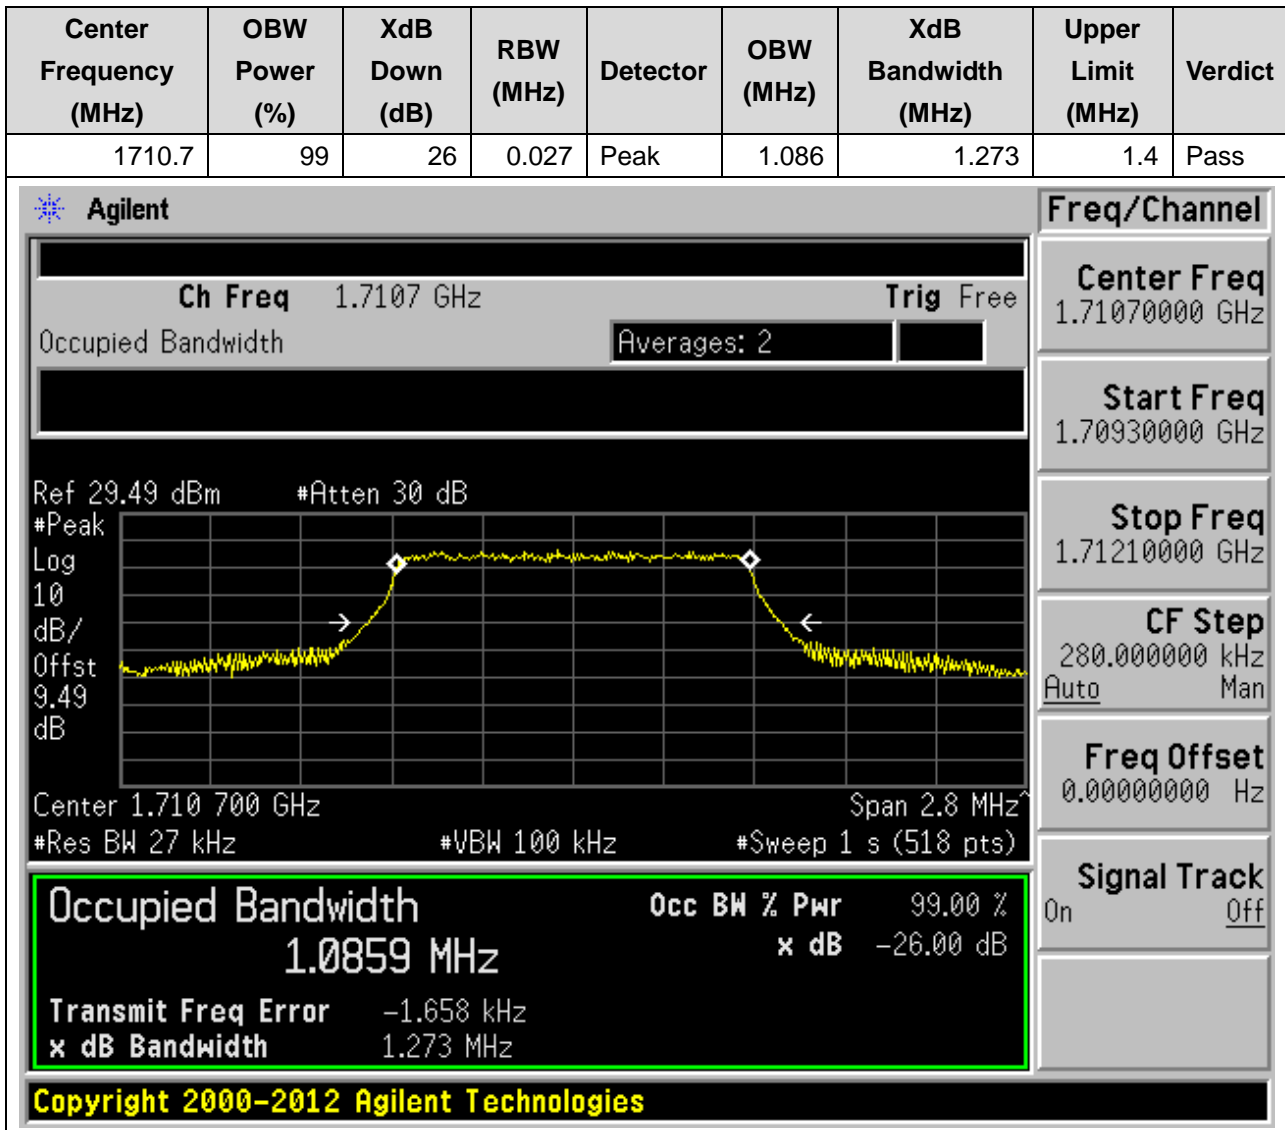 Center Frequency (MHz) OBW Power (%) XdB Down (dB) RBW (MHz) Detector OBW (MHz) XdB Bandwidth (MHz) Upper Limit (MHz) Verdict
1710.7 99 26 0.027 Peak 1.086 1.273 1.4 Pass
Agilent
Freq/Channel
Ch Freq 1.7107 GHz Trig Free
Occupied Bandwidth Averages: 2
Center Freq
1.71070000 GHz
Start Freq
1.70930000 GHz
Stop Freq
1.71210000 GHz
CF Step
280.000000 kHz
Auto Man
Freq Offset
0.00000000 Hz
Signal Track
On Off
Ref 29.49 dBm #Atten 30 dB
#Peak
Log
10
dB/
Offst
9.49
dB
Center 1.710 700 GHz Span 2.8 MHz^
#Res BW 27 kHz #VBW 100 kHz #Sweep 1 s (518 pts)
Occupied Bandwidth Occ BW % Pwr 99.00 %
1.0859 MHz x dB -26.00 dB
Transmit Freq Error -1.658 kHz
x dB Bandwidth 1.273 MHz
Copyright 2000-2012 Agilent Technologies